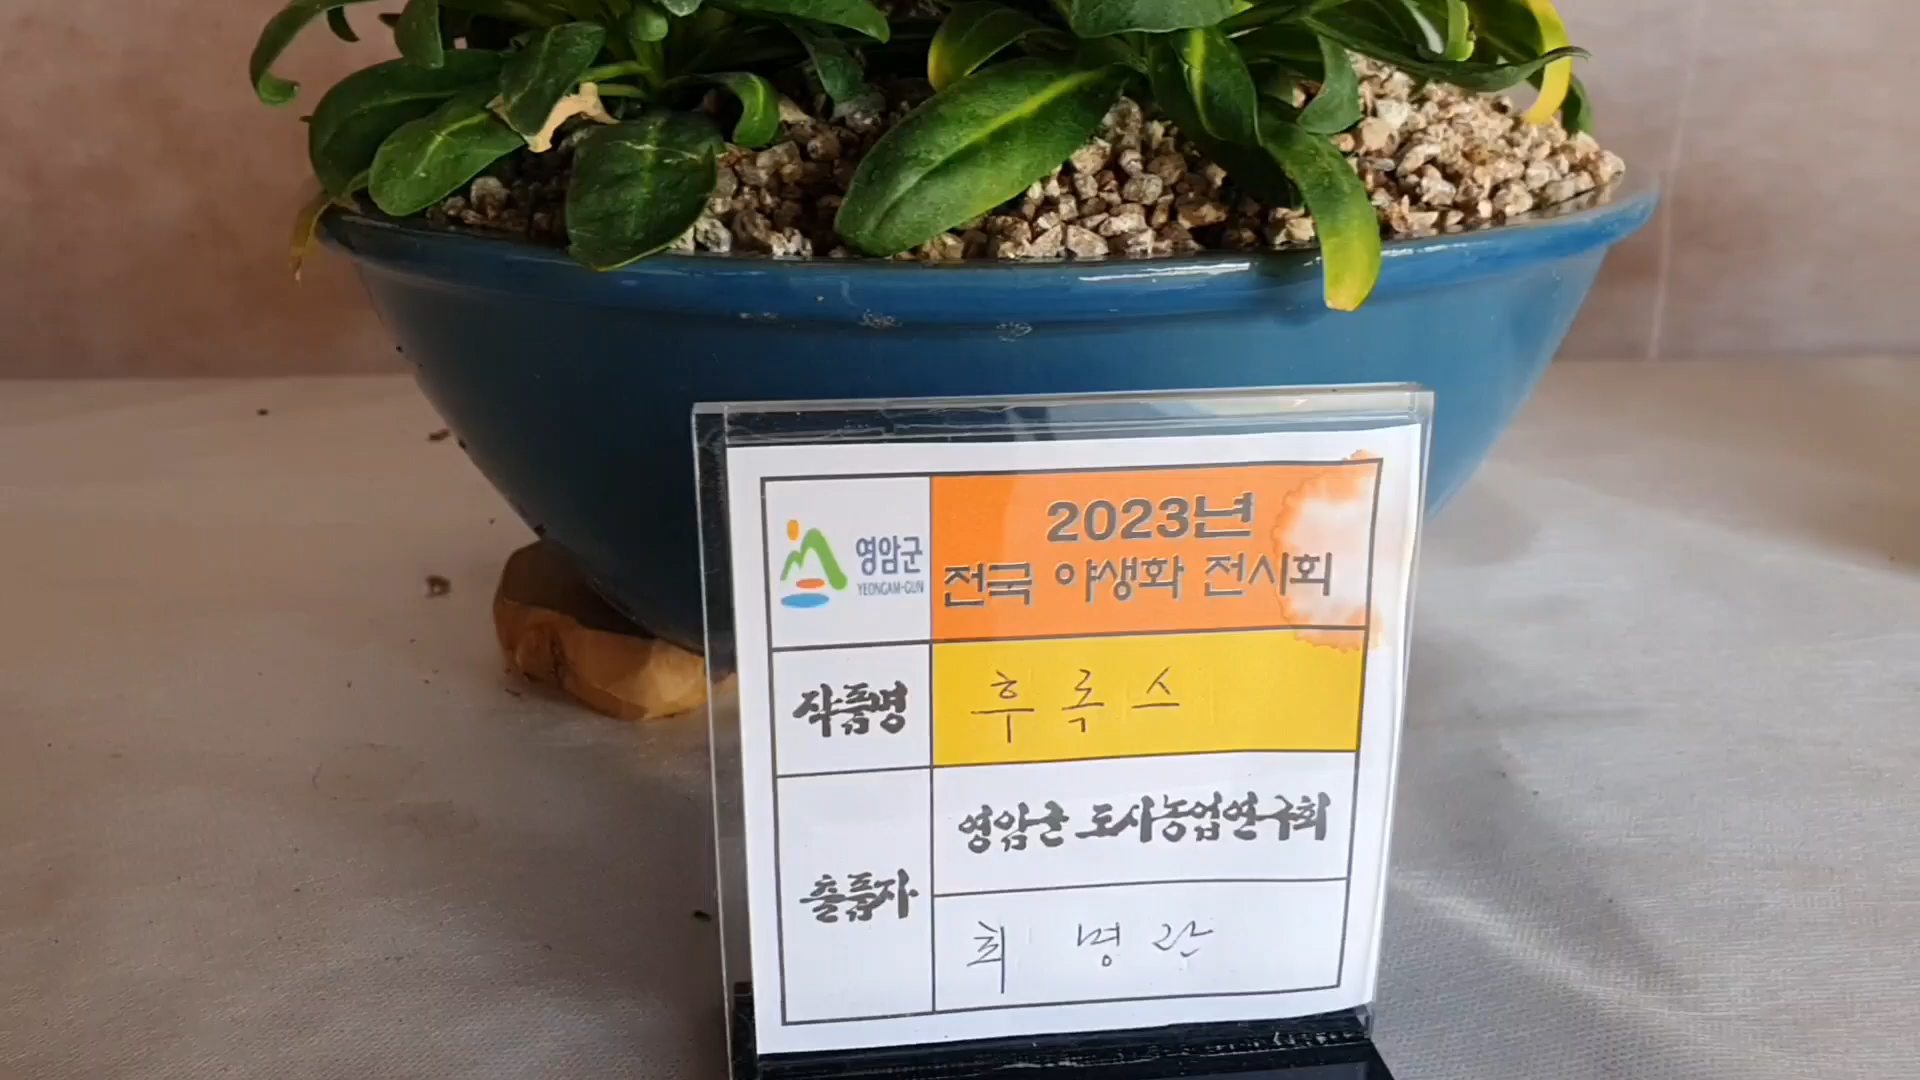 영암군
YEONGAM-GUN
2023년
전국 야생화 전시회
작품명
후록스
영암군 도시농업연구회
출품자
최명란